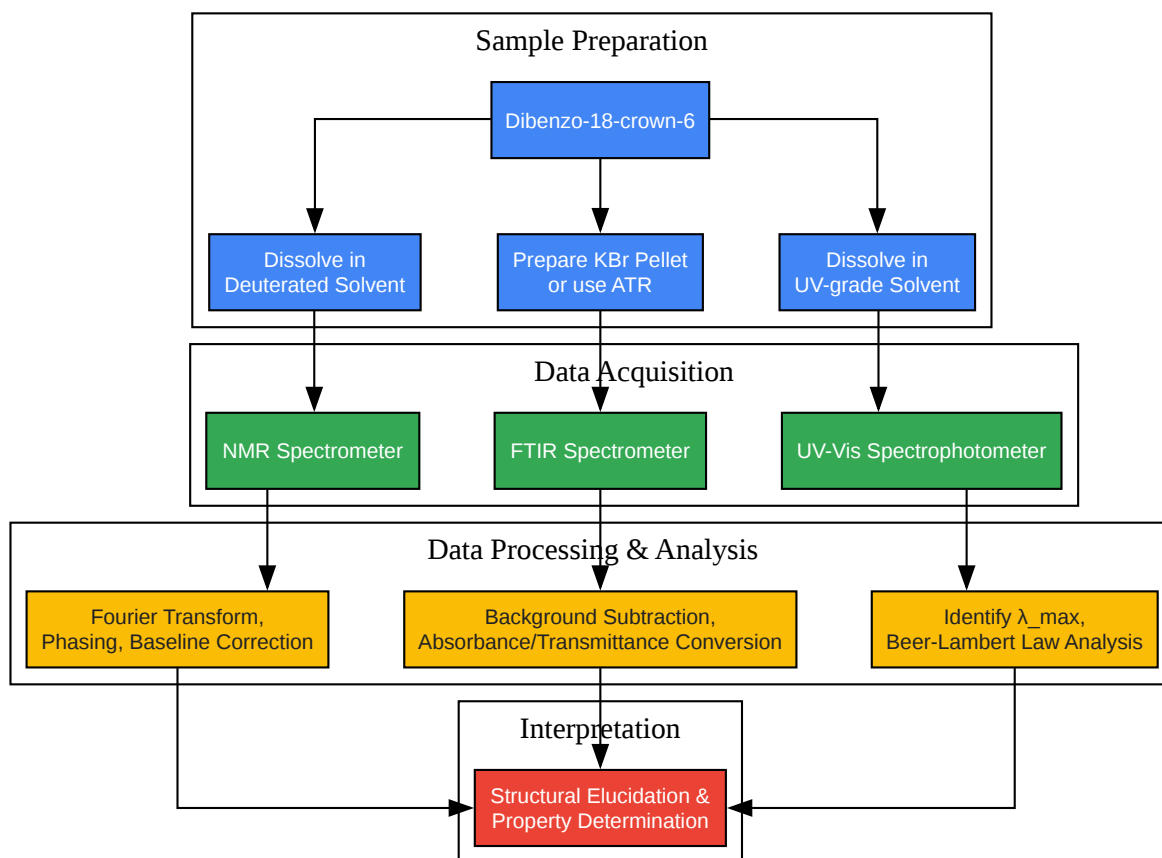 Sample Preparation
Dibenzo-18-crown-6
Dissolve in
Deuterated Solvent
Prepare KBr Pellet
or use ATR
Dissolve in
UV-grade Solvent
Data Acquisition
NMR Spectrometer
FTIR Spectrometer
UV-Vis Spectrophotometer
Data Processing & Analysis
Fourier Transform,
Phasing, Baseline Correction
Background Subtraction,
Absorbance/Transmittance Conversion
Identify λ_max,
Beer-Lambert Law Analysis
Interpretation
Structural Elucidation &
Property Determination